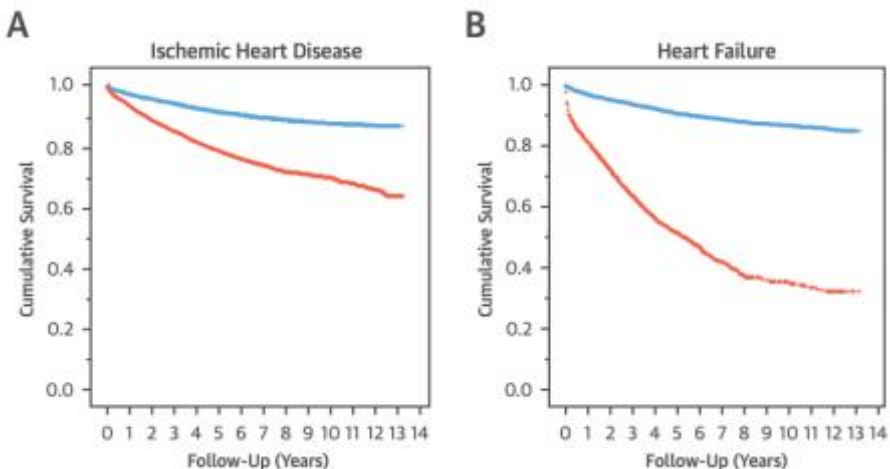 A
Ischemic Heart Disease
Cumulative Survival
1.0
0.8
0.6
0.4
0.2
0.0
0 1 2 3 4 5 6 7 8 9 10 11 12 13 14
Follow-Up (Years)
B
Heart Failure
Cumulative Survival
1.0
0.8
0.6
0.4
0.2
0.0
0 1 2 3 4 5 6 7 8 9 10 11 12 13 14
Follow-Up (Years)